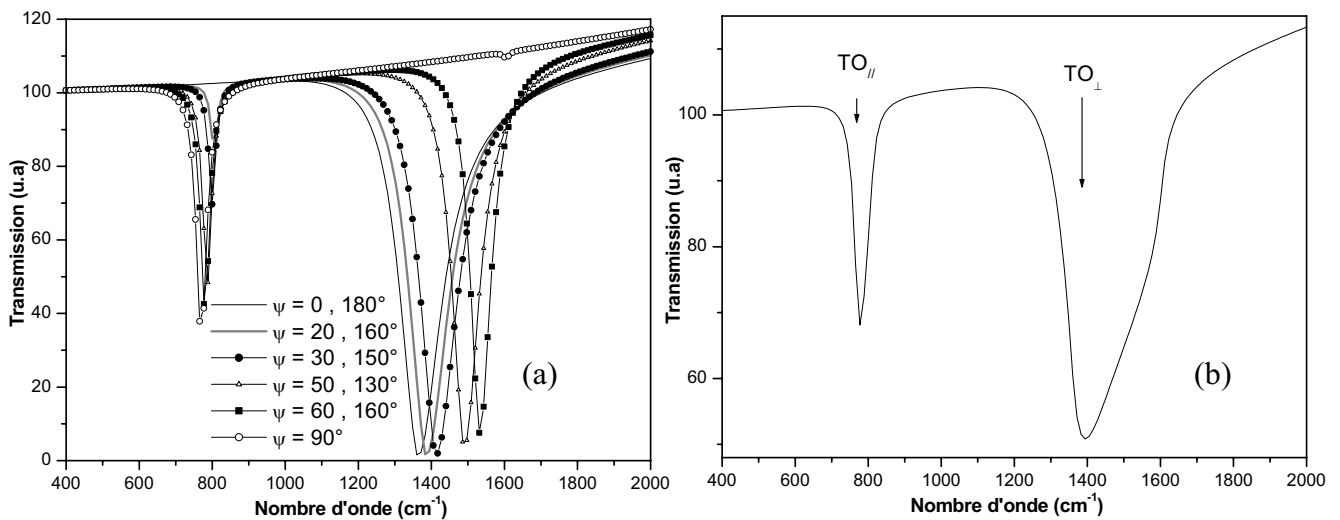 120
100
80
60
40
20
0
Transmission (u.a)
ψ = 0 , 180°
ψ = 20 , 160°
ψ = 30 , 150°
ψ = 50 , 130°
ψ = 60 , 160°
ψ = 90°
(a)
400 600 800 1000 1200 1400 1600 1800 2000
Nombre d'onde (cm⁻¹)
100
80
60
Transmission (u.a)
TO//
TO⊥
(b)
400 600 800 1000 1200 1400 1600 1800 2000
Nombre d'onde (cm⁻¹)